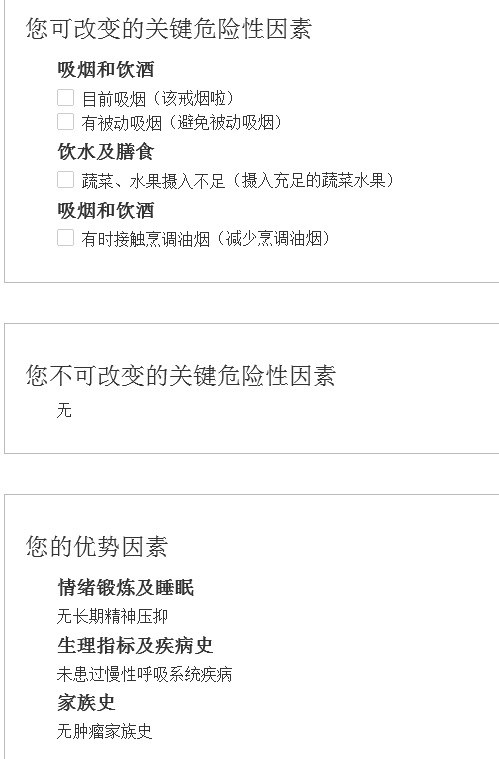 您可改变的关键危险性因素
吸烟和饮酒
目前吸烟（该戒烟啦）
有被动吸烟（避免被动吸烟）
饮水及膳食
蔬菜、水果摄入不足（摄入充足的蔬菜水果）
吸烟和饮酒
有时接触烹调油烟（减少烹调油烟）
您不可改变的关键危险性因素
无
您的优势因素
情绪锻炼及睡眠
无长期精神压抑
生理指标及疾病史
未患过慢性呼吸系统疾病
家族史
无肿瘤家族史